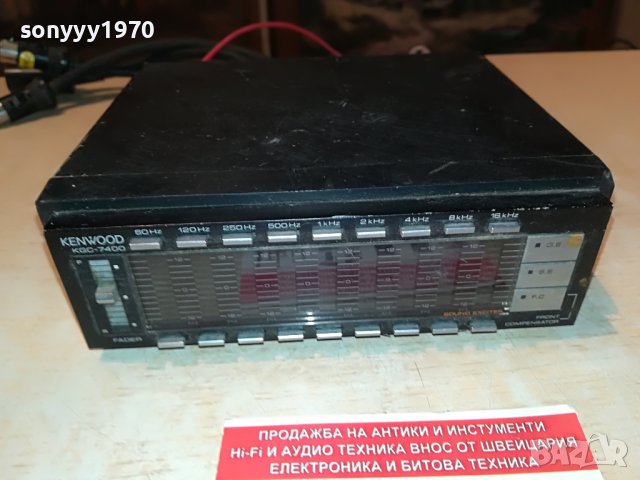 sonyyy1970
KENWOOD
KGC-7400
60Hz 120Hz 250Hz 500Hz 1kHz 2kHz 4kHz 8kHz 16kHz
FADER
SOUND EXCITER
FRONT
COMPENSATOR
ПРОДАЖБА НА АНТИКИ И ИНСТУМЕНТИ
Hi-Fi И АУДИО ТЕХНИКА ВНОС ОТ ШВЕЙЦАРИЯ
ЕЛЕКТРОНИКА И БИТОВА ТЕХНИКА
BAZAR